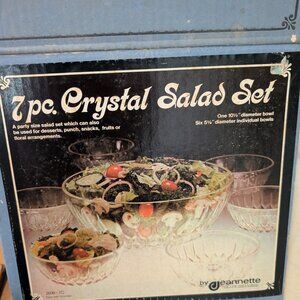 7 pc. Crystal Salad Set
A party size salad set which can also
be used for desserts, punch, snacks, fruits or
floral arrangements.
One 10½" diameter bowl
Six 5¼" diameter individual bowls
by Jeannette